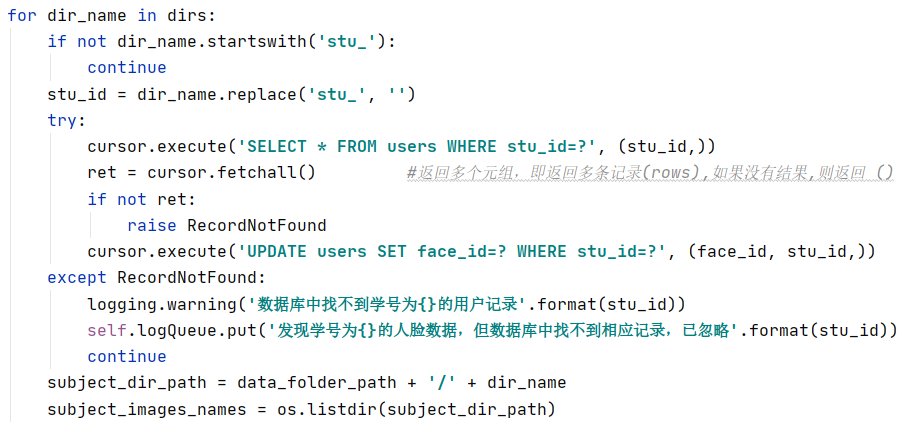 for dir_name in dirs:
    if not dir_name.startswith('stu_'):
        continue
    stu_id = dir_name.replace('stu_', '')
    try:
        cursor.execute('SELECT * FROM users WHERE stu_id=?', (stu_id,))
        ret = cursor.fetchall()         #返回多个元组，即返回多条记录(rows),如果没有结果,则返回 ()
        if not ret:
            raise RecordNotFound
        cursor.execute('UPDATE users SET face_id=? WHERE stu_id=?', (face_id, stu_id,))
    except RecordNotFound:
        logging.warning('数据库中找不到学号为{}的用户记录'.format(stu_id))
        self.logQueue.put('发现学号为{}的人脸数据，但数据库中找不到相应记录，已忽略'.format(stu_id))
        continue
    subject_dir_path = data_folder_path + '/' + dir_name
    subject_images_names = os.listdir(subject_dir_path)